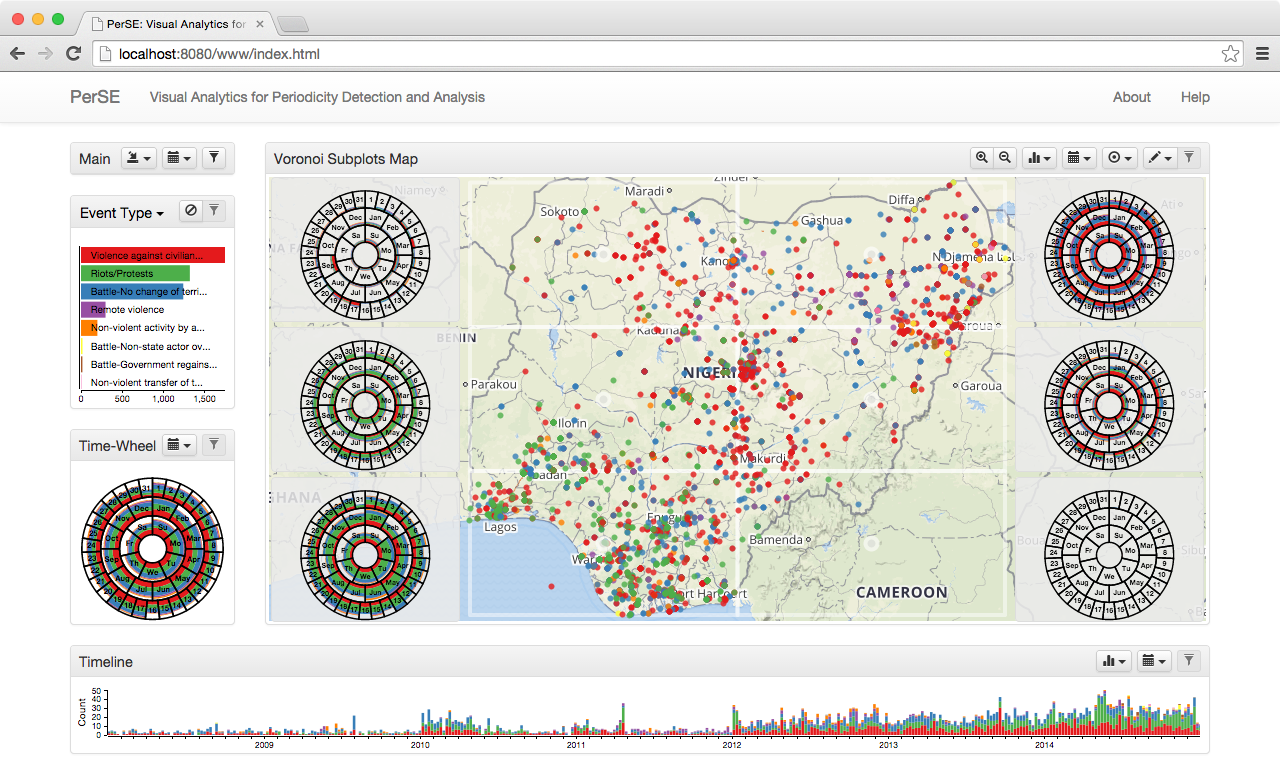 PerSE: Visual Analytics for
localhost:8080/www/index.html
PerSE
Visual Analytics for Periodicity Detection and Analysis
About
Help
Main
Voronoi Subplots Map
Event Type
Violence against civilian...
Riots/Protests
Battle-No change of terri...
Remote violence
Non-violent activity by a...
Battle-Non-state actor ov...
Battle-Government regains...
Non-violent transfer of t...
0 500 1,000 1,500
Time-Wheel
Niamey
Maradi
Zinder
Sokoto
Diffa
Gashua
Kano
N'Djamena
Ati
Kaduna
BENIN
Maroua
Parakou
NIGERI
Garoua
Ilorin
Makurdi
Ibadan
GHANA
Lagos
Enugu
Bamenda
War
Port Harcourt
CAMEROON
Su Mo Tu We Th Fr Sa
Jan Feb Mar Apr May Jun Jul Aug Sep Oct Nov Dec
1 2 3 4 5 6 7 8 9 10 11 12 13 14 15 16 17 18 19 20 21 22 23 24 25 26 27 28 29 30 31
Timeline
Count
50
40
30
20
10
0
2009 2010 2011 2012 2013 2014